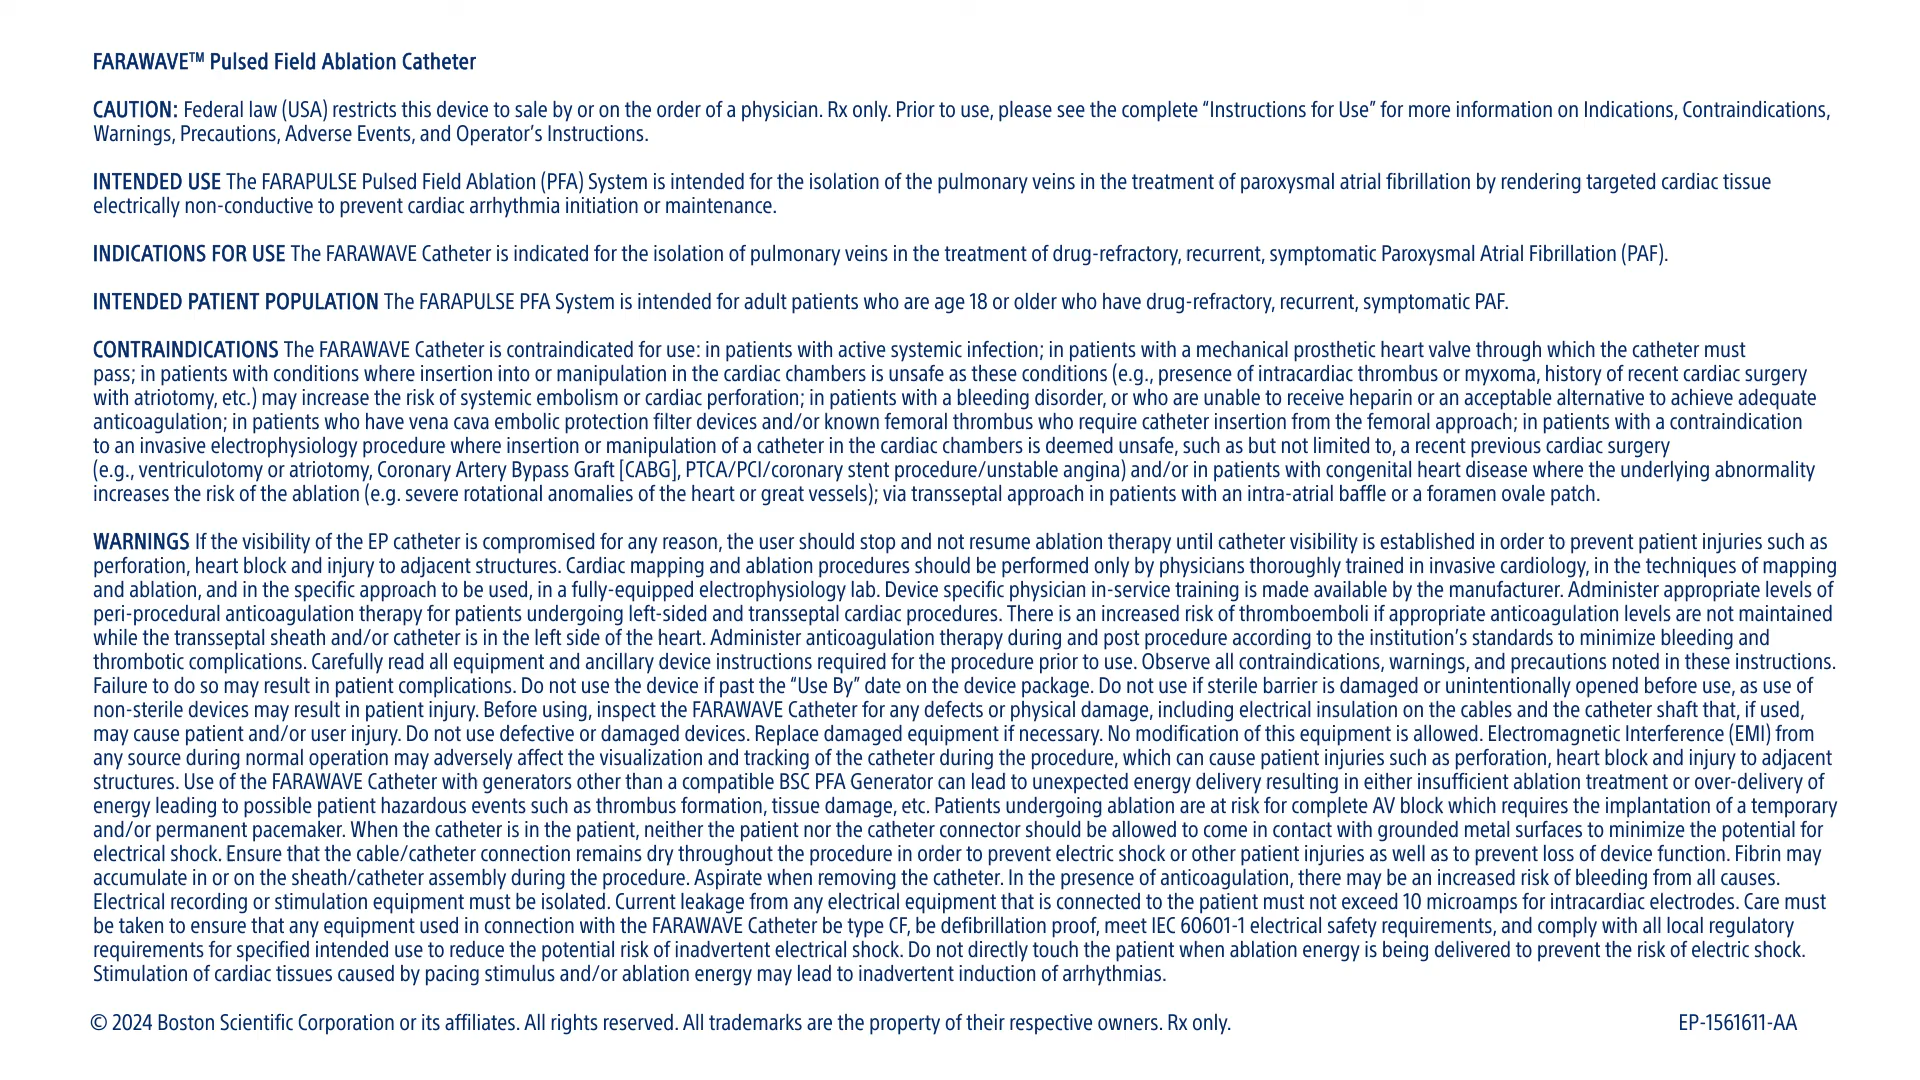 FARAWAVE™ Pulsed Field Ablation Catheter
CAUTION: Federal law (USA) restricts this device to sale by or on the order of a physician. Rx only. Prior to use, please see the complete “Instructions for Use” for more information on Indications, Contraindications,
Warnings, Precautions, Adverse Events, and Operator’s Instructions.
INTENDED USE The FARAPULSE Pulsed Field Ablation (PFA) System is intended for the isolation of the pulmonary veins in the treatment of paroxysmal atrial fibrillation by rendering targeted cardiac tissue
electrically non-conductive to prevent cardiac arrhythmia initiation or maintenance.
INDICATIONS FOR USE The FARAWAVE Catheter is indicated for the isolation of pulmonary veins in the treatment of drug-refractory, recurrent, symptomatic Paroxysmal Atrial Fibrillation (PAF).
INTENDED PATIENT POPULATION The FARAPULSE PFA System is intended for adult patients who are age 18 or older who have drug-refractory, recurrent, symptomatic PAF.
CONTRAINDICATIONS The FARAWAVE Catheter is contraindicated for use: in patients with active systemic infection; in patients with a mechanical prosthetic heart valve through which the catheter must
pass; in patients with conditions where insertion into or manipulation in the cardiac chambers is unsafe as these conditions (e.g., presence of intracardiac thrombus or myxoma, history of recent cardiac surgery
with atriotomy, etc.) may increase the risk of systemic embolism or cardiac perforation; in patients with a bleeding disorder, or who are unable to receive heparin or an acceptable alternative to achieve adequate
anticoagulation; in patients who have vena cava embolic protection filter devices and/or known femoral thrombus who require catheter insertion from the femoral approach; in patients with a contraindication
to an invasive electrophysiology procedure where insertion or manipulation of a catheter in the cardiac chambers is deemed unsafe, such as but not limited to, a recent previous cardiac surgery
(e.g., ventriculotomy or atriotomy, Coronary Artery Bypass Graft [CABG], PTCA/PCI/coronary stent procedure/unstable angina) and/or in patients with congenital heart disease where the underlying abnormality
increases the risk of the ablation (e.g. severe rotational anomalies of the heart or great vessels); via transseptal approach in patients with an intra-atrial baffle or a foramen ovale patch.
WARNINGS If the visibility of the EP catheter is compromised for any reason, the user should stop and not resume ablation therapy until catheter visibility is established in order to prevent patient injuries such as
perforation, heart block and injury to adjacent structures. Cardiac mapping and ablation procedures should be performed only by physicians thoroughly trained in invasive cardiology, in the techniques of mapping
and ablation, and in the specific approach to be used, in a fully-equipped electrophysiology lab. Device specific physician in-service training is made available by the manufacturer. Administer appropriate levels of
peri-procedural anticoagulation therapy for patients undergoing left-sided and transseptal cardiac procedures. There is an increased risk of thromboemboli if appropriate anticoagulation levels are not maintained
while the transseptal sheath and/or catheter is in the left side of the heart. Administer anticoagulation therapy during and post procedure according to the institution’s standards to minimize bleeding and
thrombotic complications. Carefully read all equipment and ancillary device instructions required for the procedure prior to use. Observe all contraindications, warnings, and precautions noted in these instructions.
Failure to do so may result in patient complications. Do not use the device if past the “Use By” date on the device package. Do not use if sterile barrier is damaged or unintentionally opened before use, as use of
non-sterile devices may result in patient injury. Before using, inspect the FARAWAVE Catheter for any defects or physical damage, including electrical insulation on the cables and the catheter shaft that, if used,
may cause patient and/or user injury. Do not use defective or damaged devices. Replace damaged equipment if necessary. No modification of this equipment is allowed. Electromagnetic Interference (EMI) from
any source during normal operation may adversely affect the visualization and tracking of the catheter during the procedure, which can cause patient injuries such as perforation, heart block and injury to adjacent
structures. Use of the FARAWAVE Catheter with generators other than a compatible BSC PFA Generator can lead to unexpected energy delivery resulting in either insufficient ablation treatment or over-delivery of
energy leading to possible patient hazardous events such as thrombus formation, tissue damage, etc. Patients undergoing ablation are at risk for complete AV block which requires the implantation of a temporary
and/or permanent pacemaker. When the catheter is in the patient, neither the patient nor the catheter connector should be allowed to come in contact with grounded metal surfaces to minimize the potential for
electrical shock. Ensure that the cable/catheter connection remains dry throughout the procedure in order to prevent electric shock or other patient injuries as well as to prevent loss of device function. Fibrin may
accumulate in or on the sheath/catheter assembly during the procedure. Aspirate when removing the catheter. In the presence of anticoagulation, there may be an increased risk of bleeding from all causes.
Electrical recording or stimulation equipment must be isolated. Current leakage from any electrical equipment that is connected to the patient must not exceed 10 microamps for intracardiac electrodes. Care must
be taken to ensure that any equipment used in connection with the FARAWAVE Catheter be type CF, be defibrillation proof, meet IEC 60601-1 electrical safety requirements, and comply with all local regulatory
requirements for specified intended use to reduce the potential risk of inadvertent electrical shock. Do not directly touch the patient when ablation energy is being delivered to prevent the risk of electric shock.
Stimulation of cardiac tissues caused by pacing stimulus and/or ablation energy may lead to inadvertent induction of arrhythmias.
© 2024 Boston Scientific Corporation or its affiliates. All rights reserved. All trademarks are the property of their respective owners. Rx only.
EP-1561611-AA